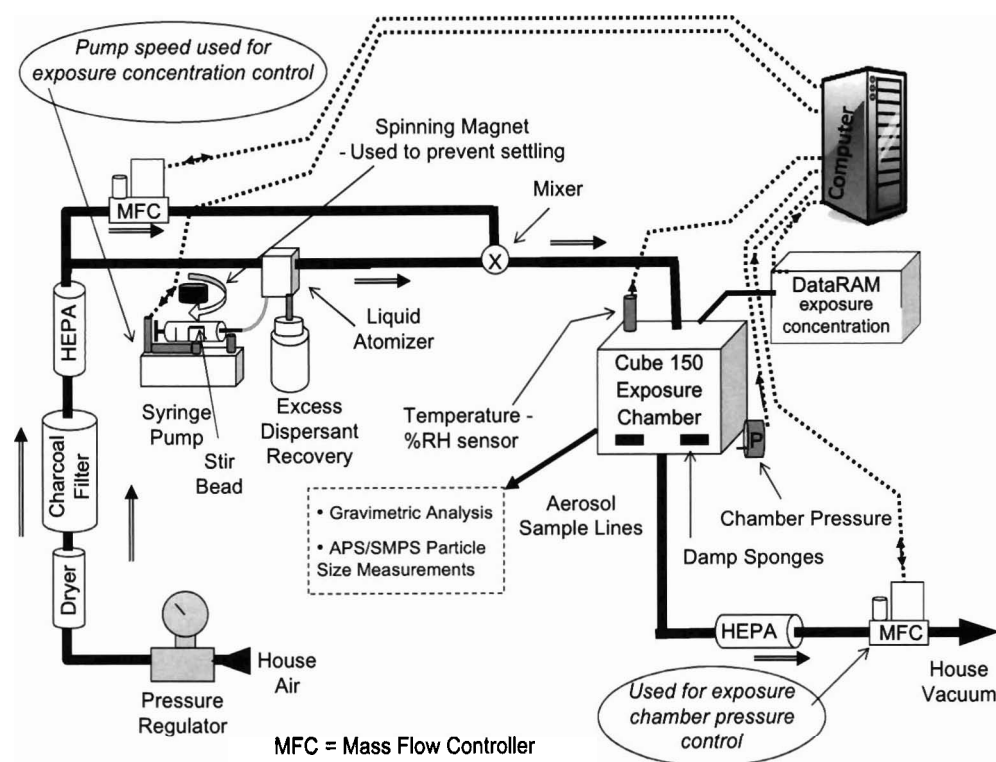 Pump speed used for
exposure concentration control
Spinning Magnet
- Used to prevent settling
Computer
MFC
Mixer
X
HEPA
DataRAM
exposure
concentration
Liquid
Atomizer
Cube 150
Exposure
Chamber
Syringe
Pump
Excess
Dispersant
Recovery
Temperature -
%RH sensor
Stir
Bead
P
Charcoal
Filter
• Gravimetric Analysis
• APS/SMPS Particle
Size Measurements
Aerosol
Sample Lines
Chamber Pressure
Damp Sponges
Dryer
HEPA
MFC
House
Air
House
Vacuum
Pressure
Regulator
Used for exposure
chamber pressure
control
MFC = Mass Flow Controller